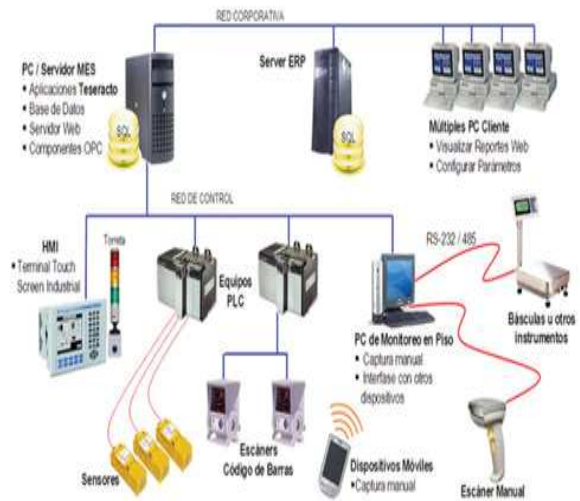 RED CORPORATIVA
PC / Servidor MES
• Aplicaciones Teseracto
• Base de Datos
• Servidor Web
• Componentes OPC
SQL
Server ERP
SQL
Múltiples PC Cliente
• Visualizar Reportes Web
• Configurar Parámetros
RED DE CONTROL
HMI
• Terminal Touch
Screen Industrial
Torreta
Equipos
PLC
RS-232 / 485
Básculas u otros
instrumentos
PC de Monitoreo en Piso
• Captura manual
• Interfase con otros
dispositivos
Sensores
Escáners
Código de Barras
Dispositivos Móviles
• Captura manual
Escáner Manual